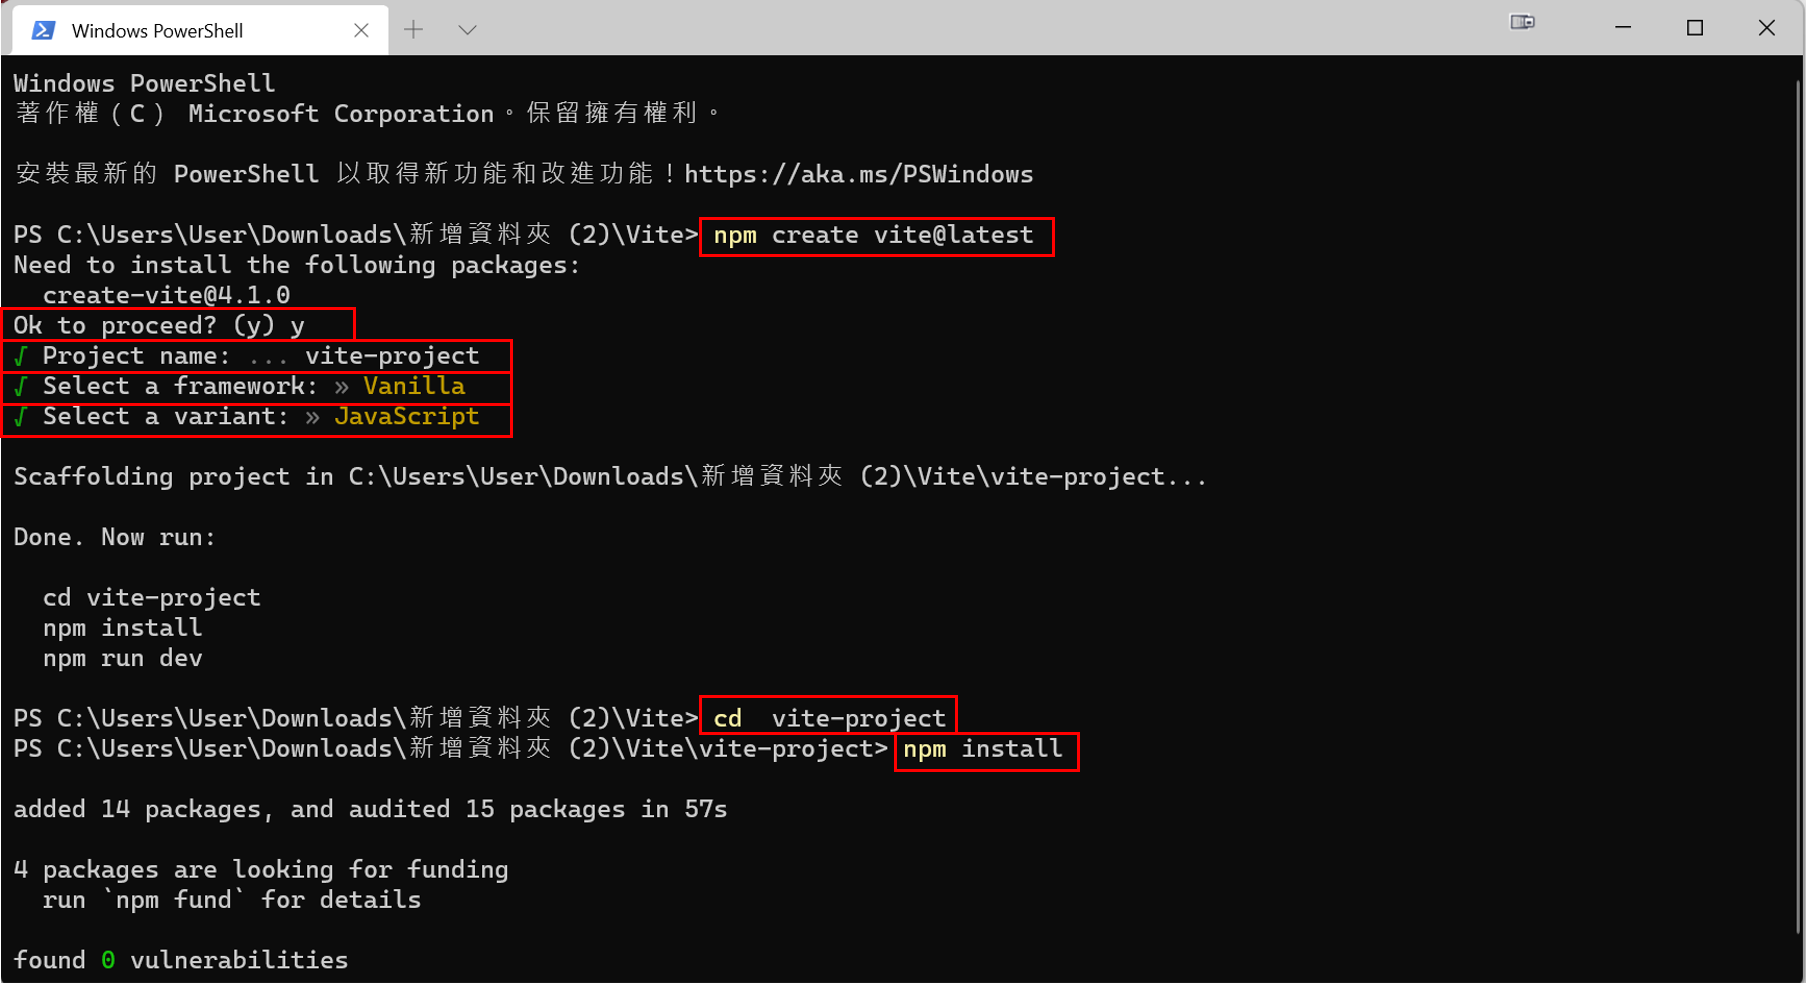 Windows PowerShell
Windows PowerShell
著作權（C） Microsoft Corporation。保留擁有權利。
安裝最新的 PowerShell 以取得新功能和改進功能！https://aka.ms/PSWindows
PS C:\Users\User\Downloads\新增資料夾 (2)\Vite> npm create vite@latest
Need to install the following packages:
  create-vite@4.1.0
Ok to proceed? (y) y
√ Project name: ... vite-project
√ Select a framework: » Vanilla
√ Select a variant: » JavaScript
Scaffolding project in C:\Users\User\Downloads\新增資料夾 (2)\Vite\vite-project...
Done. Now run:
  cd vite-project
  npm install
  npm run dev
PS C:\Users\User\Downloads\新增資料夾 (2)\Vite> cd  vite-project
PS C:\Users\User\Downloads\新增資料夾 (2)\Vite\vite-project> npm install
added 14 packages, and audited 15 packages in 57s
4 packages are looking for funding
  run `npm fund` for details
found 0 vulnerabilities